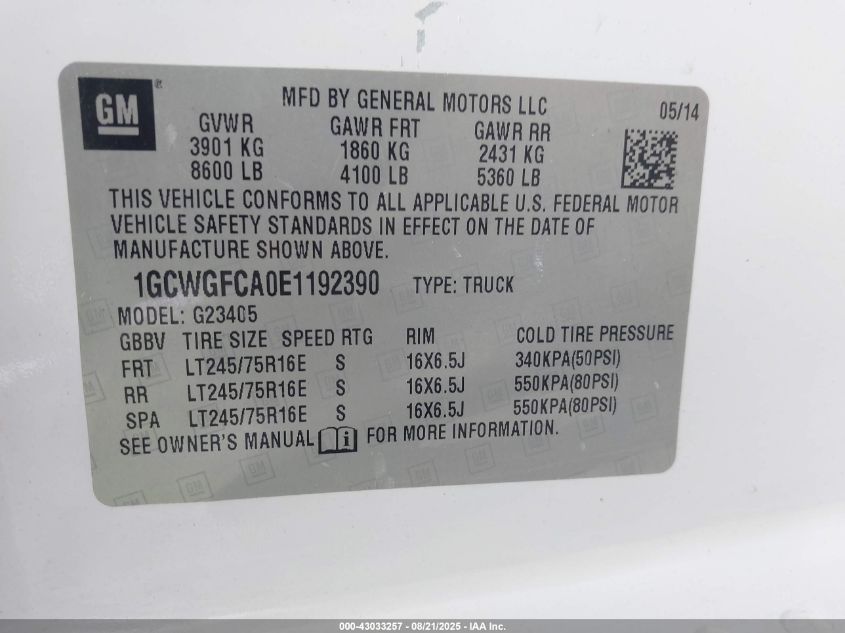 GM
MFD BY GENERAL MOTORS LLC
05/14
GVWR GAWR FRT GAWR RR
3901 KG 1860 KG 2431 KG
8600 LB 4100 LB 5360 LB
THIS VEHICLE CONFORMS TO ALL APPLICABLE U.S. FEDERAL MOTOR
VEHICLE SAFETY STANDARDS IN EFFECT ON THE DATE OF
MANUFACTURE SHOWN ABOVE.
1GCWGFCA0E1192390 TYPE: TRUCK
MODEL: G23405
GBBV TIRE SIZE SPEED RTG RIM COLD TIRE PRESSURE
FRT LT245/75R16E S 16X6.5J 340KPA(50PSI)
RR LT245/75R16E S 16X6.5J 550KPA(80PSI)
SPA LT245/75R16E S 16X6.5J 550KPA(80PSI)
SEE OWNER'S MANUAL FOR MORE INFORMATION.
000-43033257 - 08/21/2025 - IAA Inc.